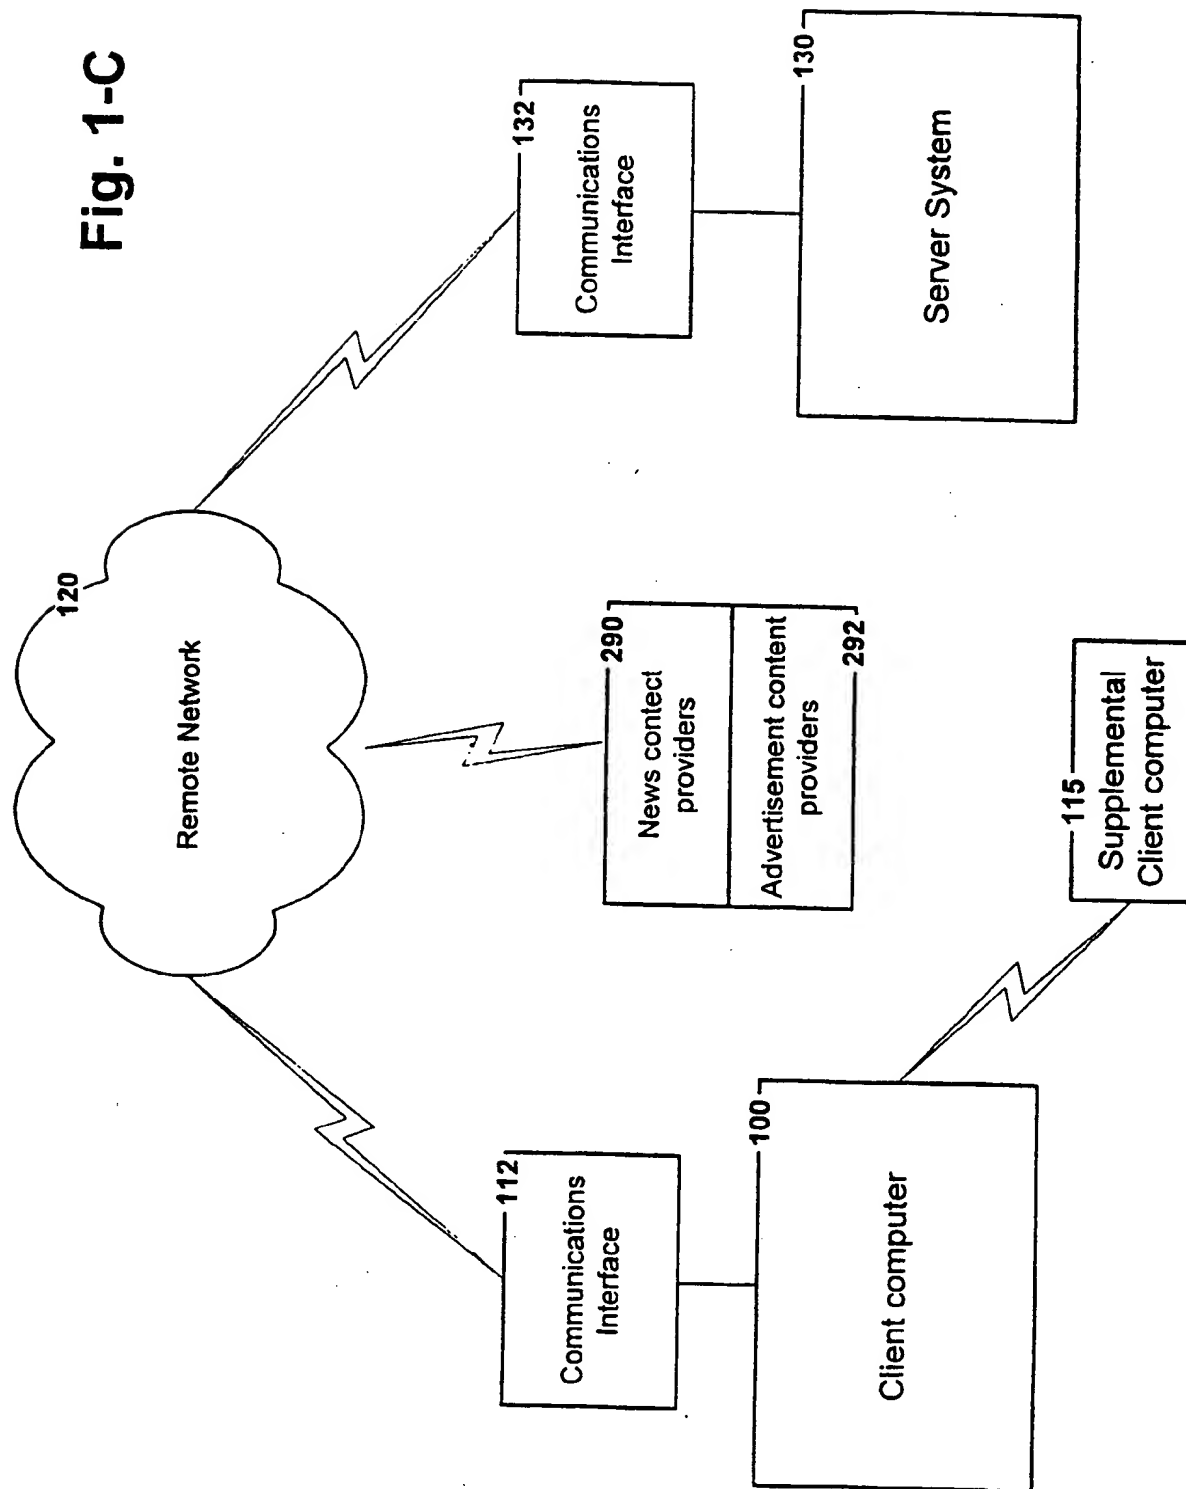 Fig. 1-C
120
Remote Network
112
Communications
Interface
290
News contect
providers
Advertisement content
providers
292
132
Communications
Interface
100
Client computer
115
Supplemental
Client computer
130
Server System